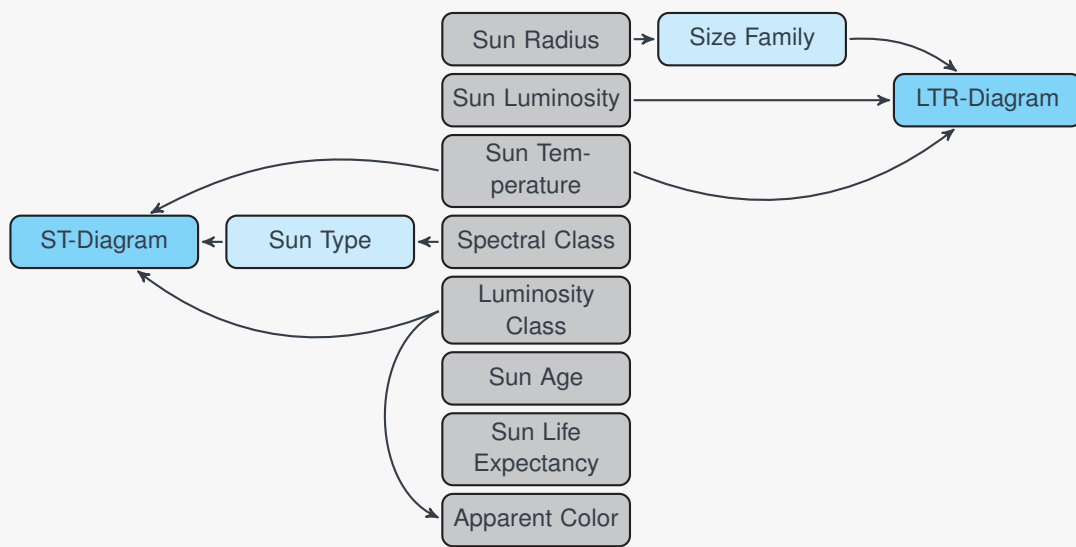 Sun Radius
Size Family
Sun Luminosity
LTR-Diagram
Sun Tem-
perature
ST-Diagram
Sun Type
Spectral Class
Luminosity
Class
Sun Age
Sun Life
Expectancy
Apparent Color